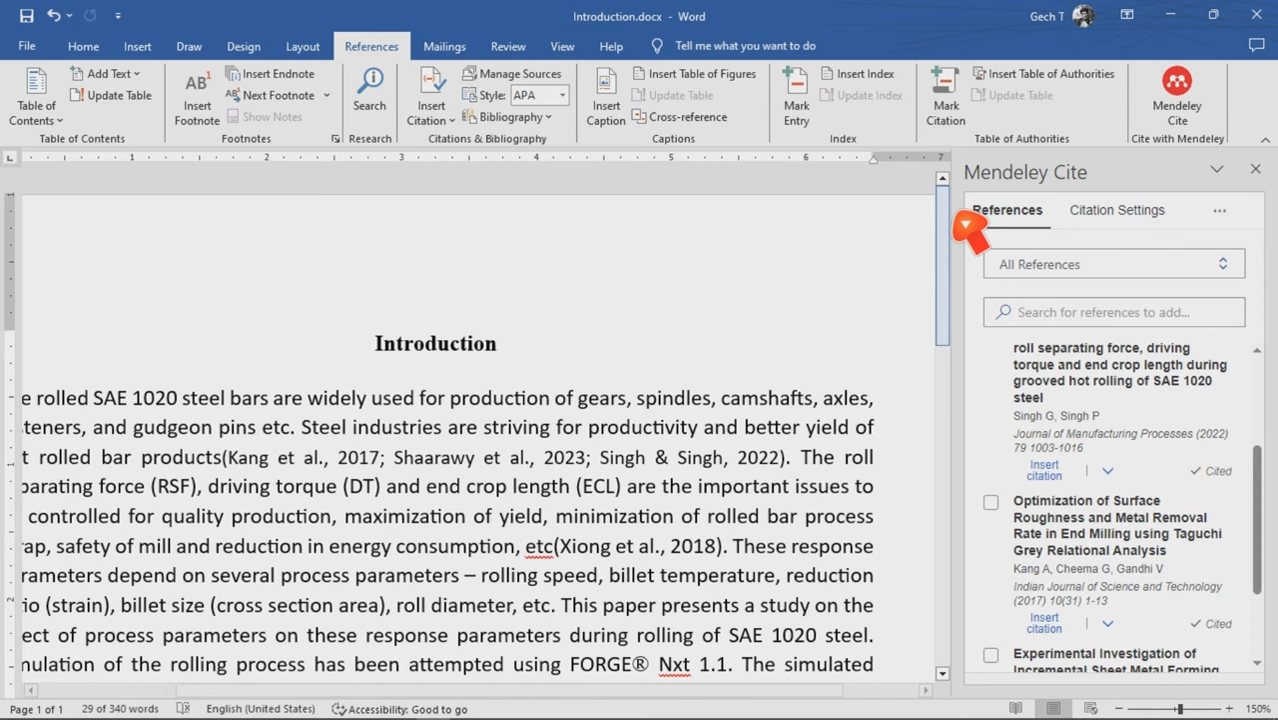 Introduction.docx - Word
Gech T
File Home Insert Draw Design Layout References Mailings Review View Help Tell me what you want to do
Table of Contents
Add Text
Update Table
Table of Contents
AB1
Insert Footnote
Insert Endnote
Next Footnote
Show Notes
Footnotes
Search
Research
Insert Citation
Manage Sources
Style: APA
Bibliography
Citations & Bibliography
Insert Caption
Insert Table of Figures
Update Table
Cross-reference
Captions
Mark Entry
Insert Index
Update Index
Index
Mark Citation
Insert Table of Authorities
Update Table
Table of Authorities
Mendeley Cite
Cite with Mendeley
1 2 3 4 5 6 7
Introduction
e rolled SAE 1020 steel bars are widely used for production of gears, spindles, camshafts, axles,
teners, and gudgeon pins etc. Steel industries are striving for productivity and better yield of
t rolled bar products(Kang et al., 2017; Shaarawy et al., 2023; Singh & Singh, 2022). The roll
parating force (RSF), driving torque (DT) and end crop length (ECL) are the important issues to
controlled for quality production, maximization of yield, minimization of rolled bar process
rap, safety of mill and reduction in energy consumption, etc(Xiong et al., 2018). These response
rameters depend on several process parameters – rolling speed, billet temperature, reduction
io (strain), billet size (cross section area), roll diameter, etc. This paper presents a study on the
ect of process parameters on these response parameters during rolling of SAE 1020 steel.
mulation of the rolling process has been attempted using FORGE® Nxt 1.1. The simulated
Mendeley Cite
References Citation Settings ...
All References
Search for references to add...
roll separating force, driving
torque and end crop length during
grooved hot rolling of SAE 1020
steel
Singh G, Singh P
Journal of Manufacturing Processes (2022)
79 1003-1016
Insert citation
Cited
Optimization of Surface
Roughness and Metal Removal
Rate in End Milling using Taguchi
Grey Relational Analysis
Kang A, Cheema G, Gandhi V
Indian Journal of Science and Technology
(2017) 10(31) 1-13
Insert citation
Cited
Experimental Investigation of
Incremental Sheet Metal Forming
Page 1 of 1 29 of 340 words English (United States) Accessibility: Good to go 150%